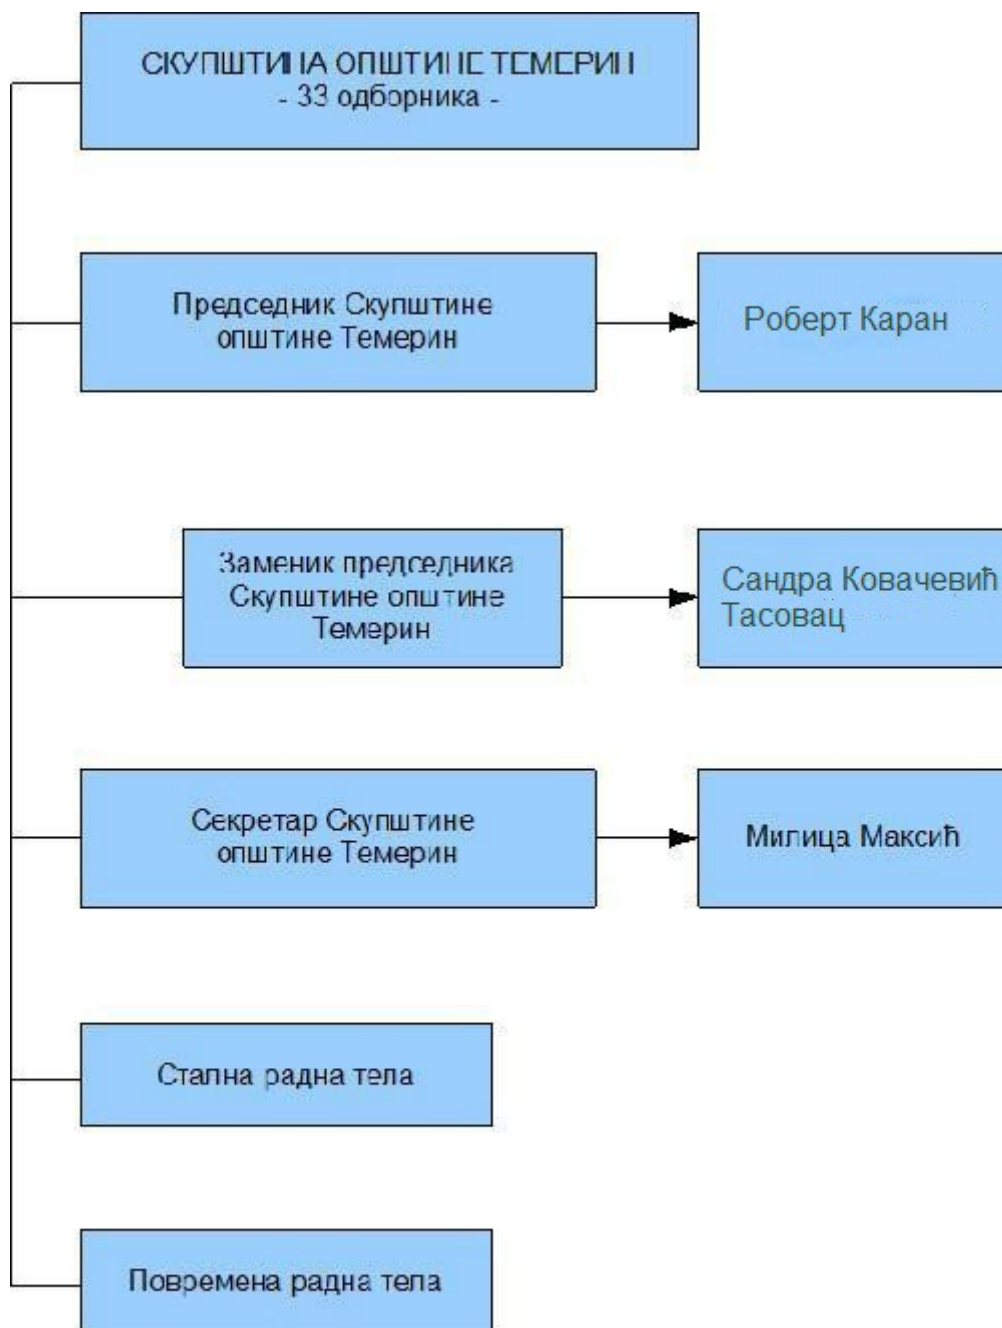 СКУПШТИНА ОПШТИНЕ ТЕМЕРИН
- 33 одборника -
Председник Скупштине
општине Темерин
Роберт Каран
Заменик председника
Скупштине општине
Темерин
Сандра Ковачевић
Тасовац
Секретар Скупштине
општине Темерин
Милица Максић
Стална радна тела
Повремена радна тела